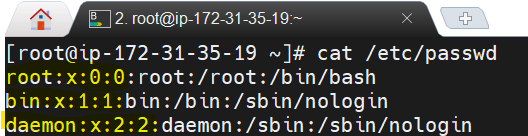 2. root@ip-172-31-35-19:~
[root@ip-172-31-35-19 ~]# cat /etc/passwd
root:x:0:0:root:/root:/bin/bash
bin:x:1:1:bin:/bin:/sbin/nologin
daemon:x:2:2:daemon:/sbin:/sbin/nologin